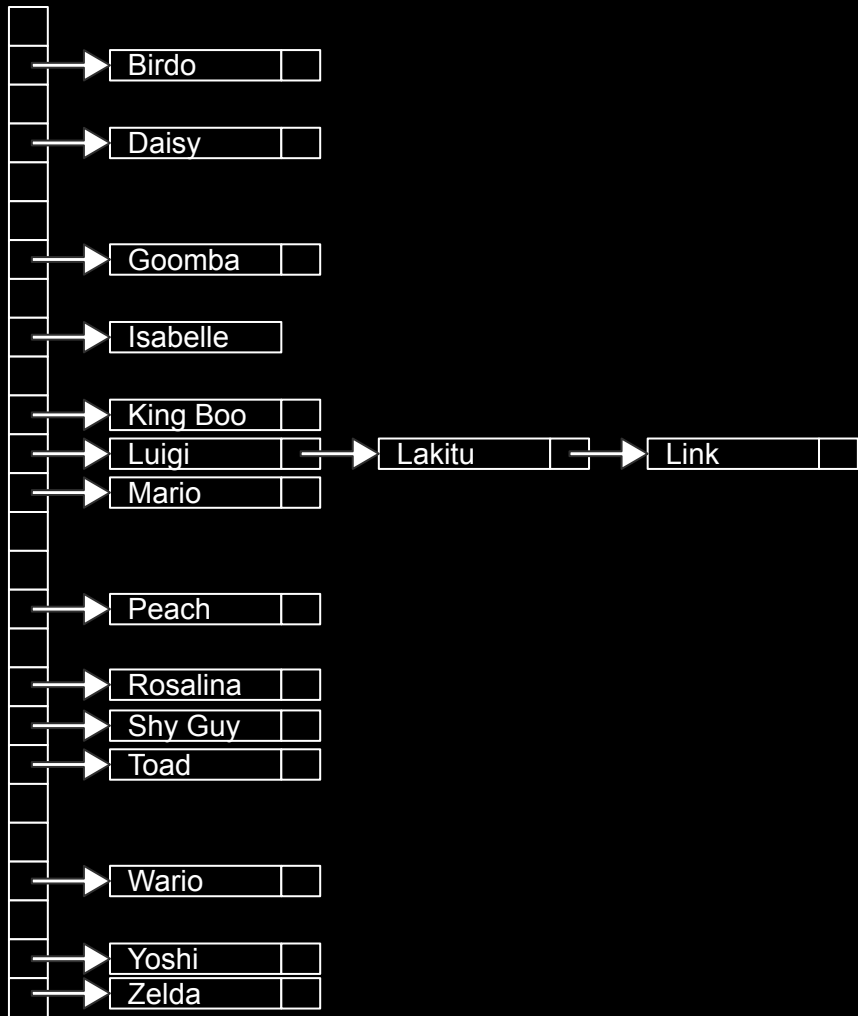 Birdo
Daisy
Goomba
Isabelle
King Boo
Luigi Lakitu Link
Mario
Peach
Rosalina
Shy Guy
Toad
Wario
Yoshi
Zelda